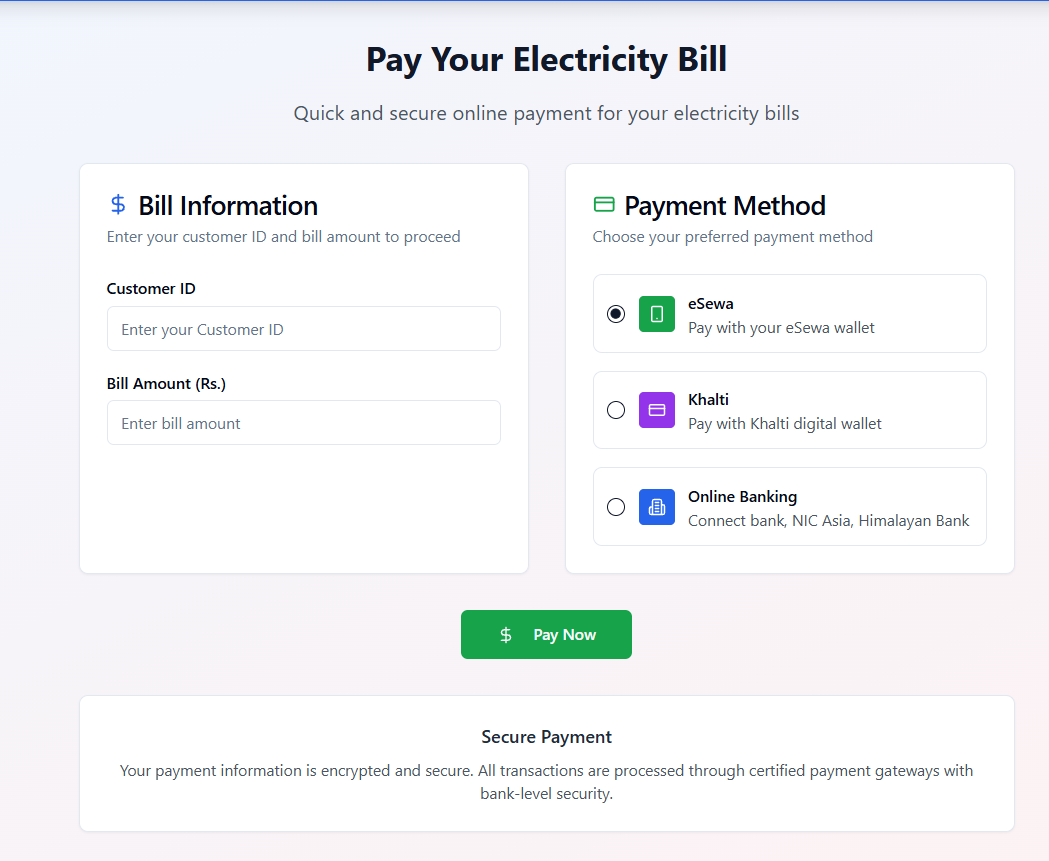 Pay Your Electricity Bill
Quick and secure online payment for your electricity bills
$ Bill Information
Enter your customer ID and bill amount to proceed
Customer ID
Enter your Customer ID
Bill Amount (Rs.)
Enter bill amount
Payment Method
Choose your preferred payment method
eSewa
Pay with your eSewa wallet
Khalti
Pay with Khalti digital wallet
Online Banking
Connect bank, NIC Asia, Himalayan Bank
$ Pay Now
Secure Payment
Your payment information is encrypted and secure. All transactions are processed through certified payment gateways with
bank-level security.